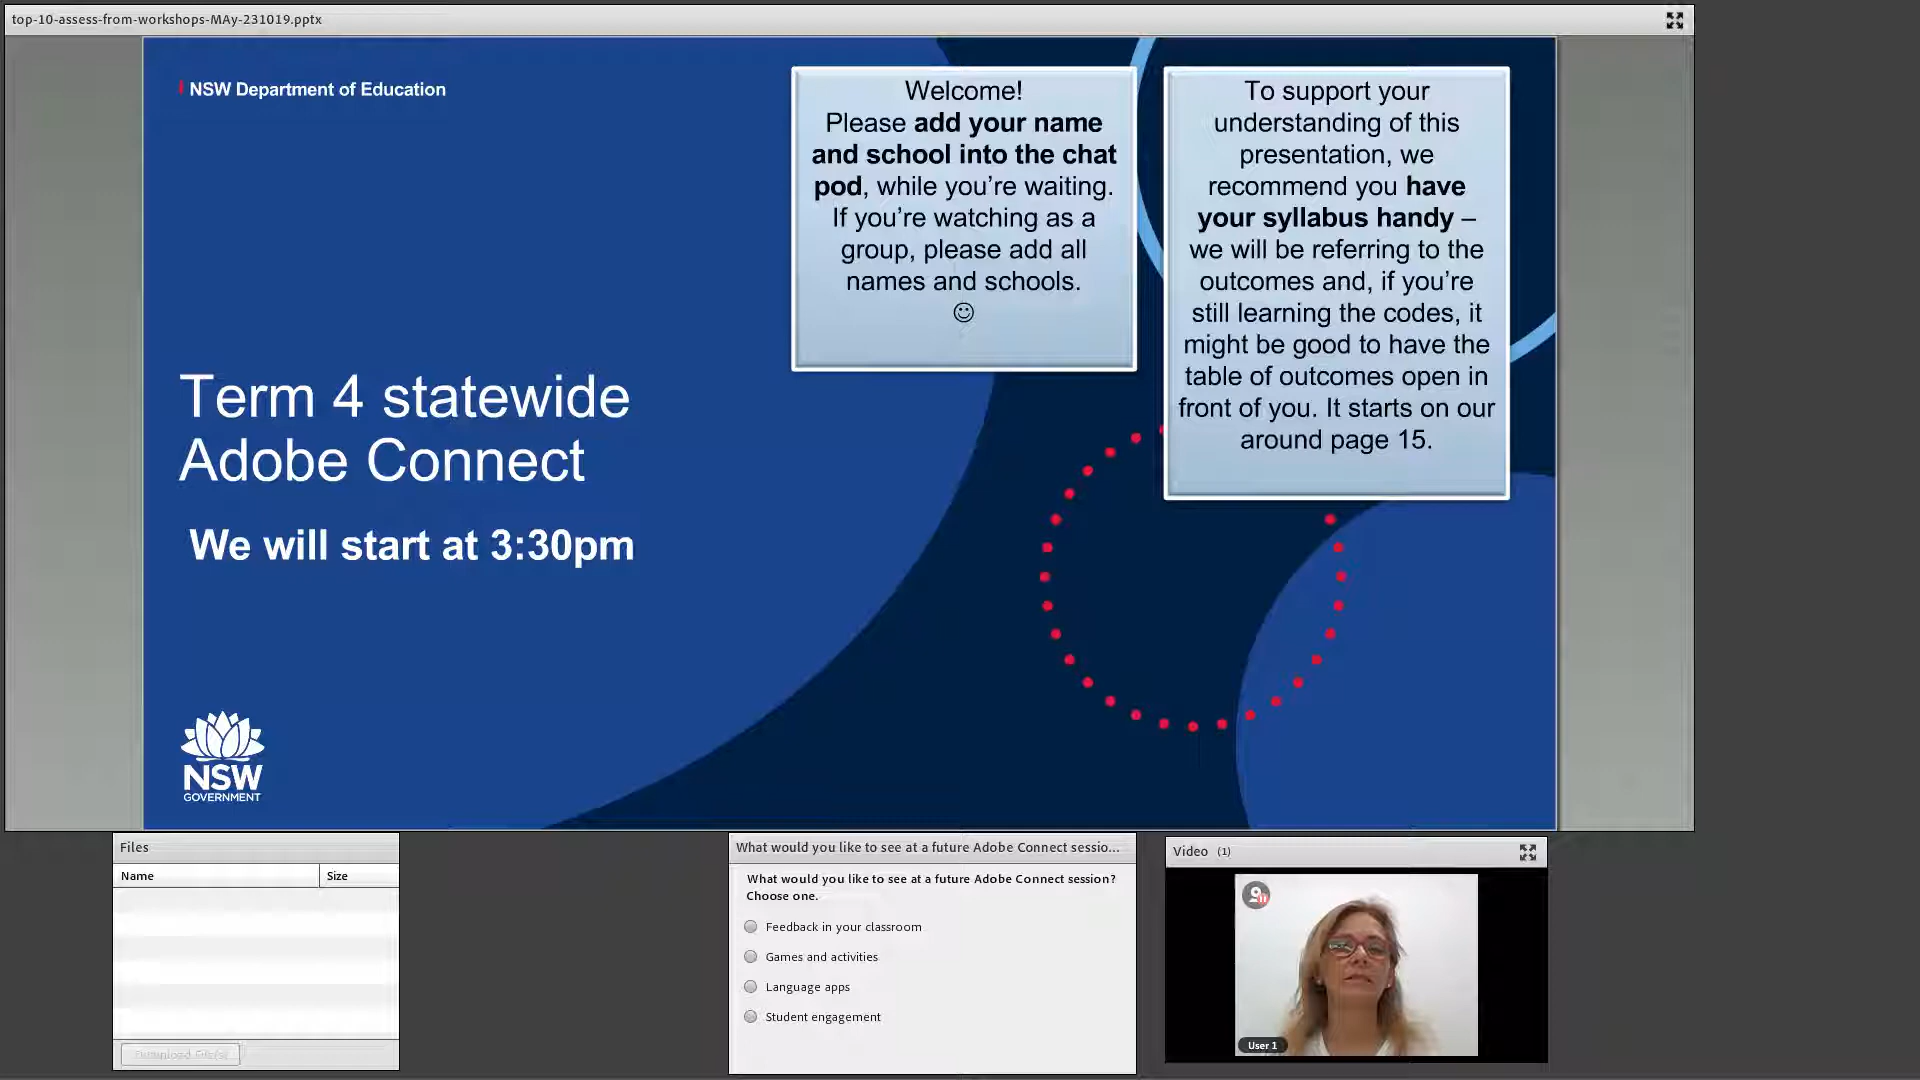 top-10-assess-from-workshops-MAy-231019.pptx
NSW Department of Education
Welcome!
Please add your name
and school into the chat
pod, while you’re waiting.
If you’re watching as a
group, please add all
names and schools.
☺
To support your
understanding of this
presentation, we
recommend you have
your syllabus handy –
we will be referring to the
outcomes and, if you’re
still learning the codes, it
might be good to have the
table of outcomes open in
front of you. It starts on our
around page 15.
Term 4 statewide
Adobe Connect
We will start at 3:30pm
NSW
GOVERNMENT
Files
Name Size
Download File(s)
What would you like to see at a future Adobe Connect sessio...
What would you like to see at a future Adobe Connect session?
Choose one.
Feedback in your classroom
Games and activities
Language apps
Student engagement
Video (1)
User 1